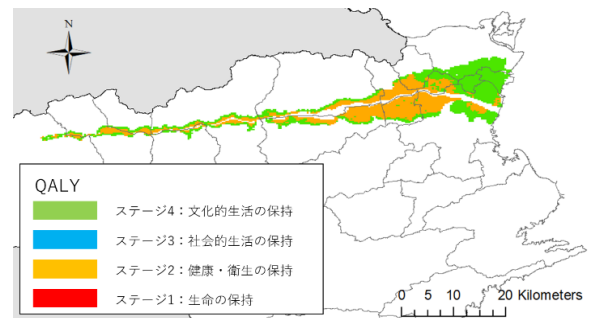 N
QALY
ステージ4：文化的生活の保持
ステージ3：社会的生活の保持
ステージ2：健康・衛生の保持
ステージ1：生命の保持
0 5 10 20 Kilometers